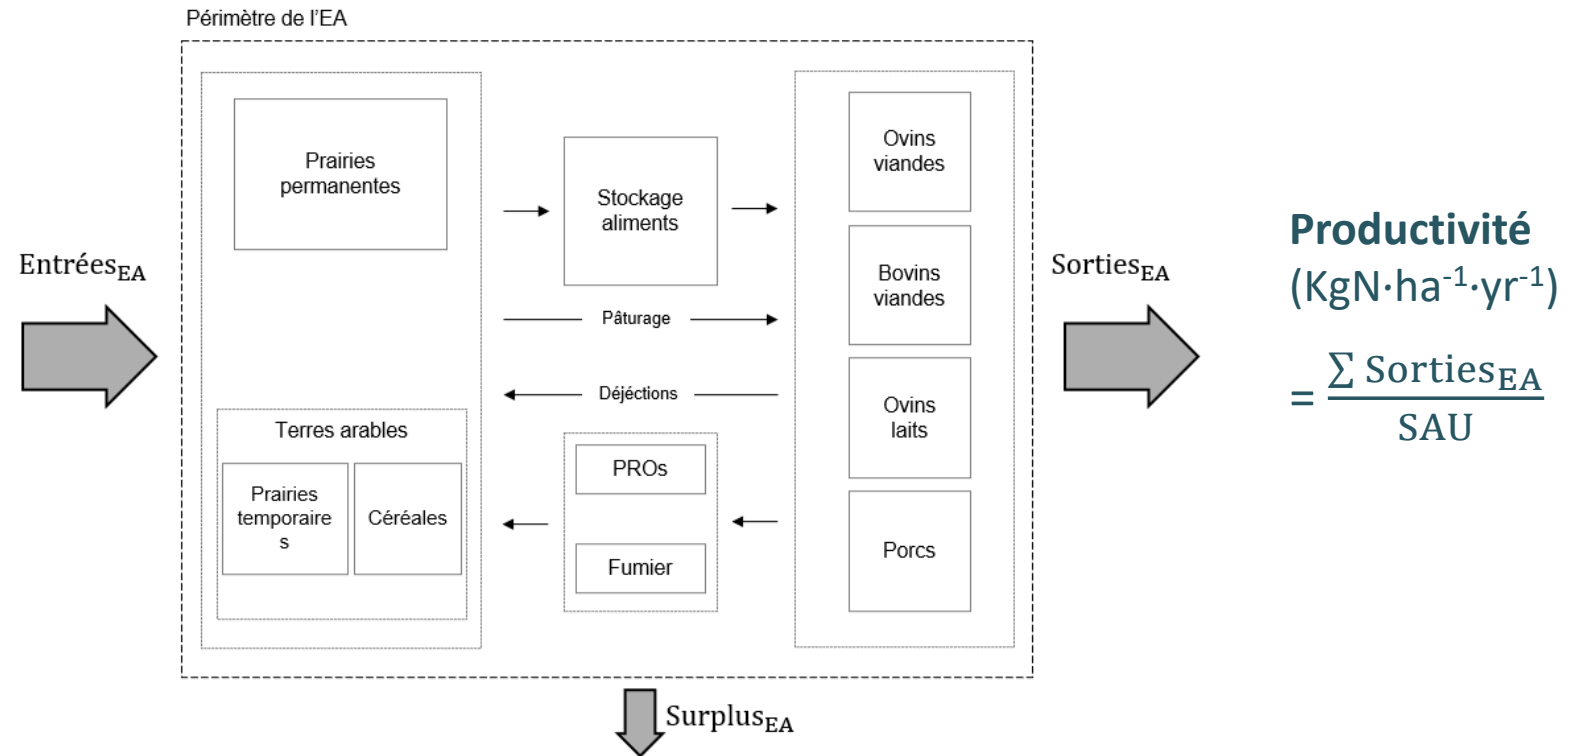 Périmètre de l'EA
Entrées_EA
Prairies
permanentes
Terres arables
Prairies
temporaire
s
Céréales
Stockage
aliments
Pâturage
Déjéctions
PROs
Fumier
Ovins
viandes
Bovins
viandes
Ovins
laits
Porcs
Sorties_EA
Surplus_EA
Productivité
(KgN·ha⁻¹·yr⁻¹)
= ∑ Sorties_EA
SAU